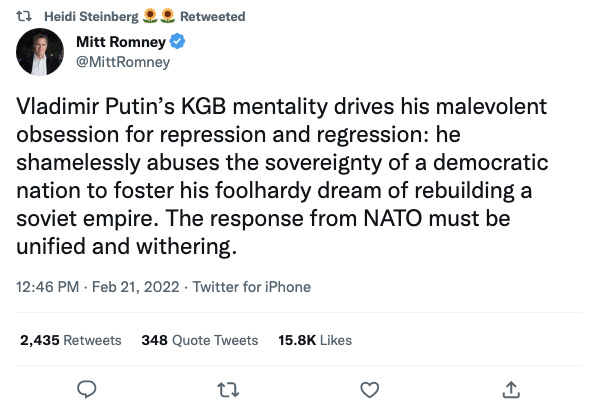 Heidi Steinberg 🌻🌻 Retweeted
Mitt Romney
@MittRomney
Vladimir Putin’s KGB mentality drives his malevolent
obsession for repression and regression: he
shamelessly abuses the sovereignty of a democratic
nation to foster his foolhardy dream of rebuilding a
soviet empire. The response from NATO must be
unified and withering.
12:46 PM · Feb 21, 2022 · Twitter for iPhone
2,435 Retweets 348 Quote Tweets 15.8K Likes